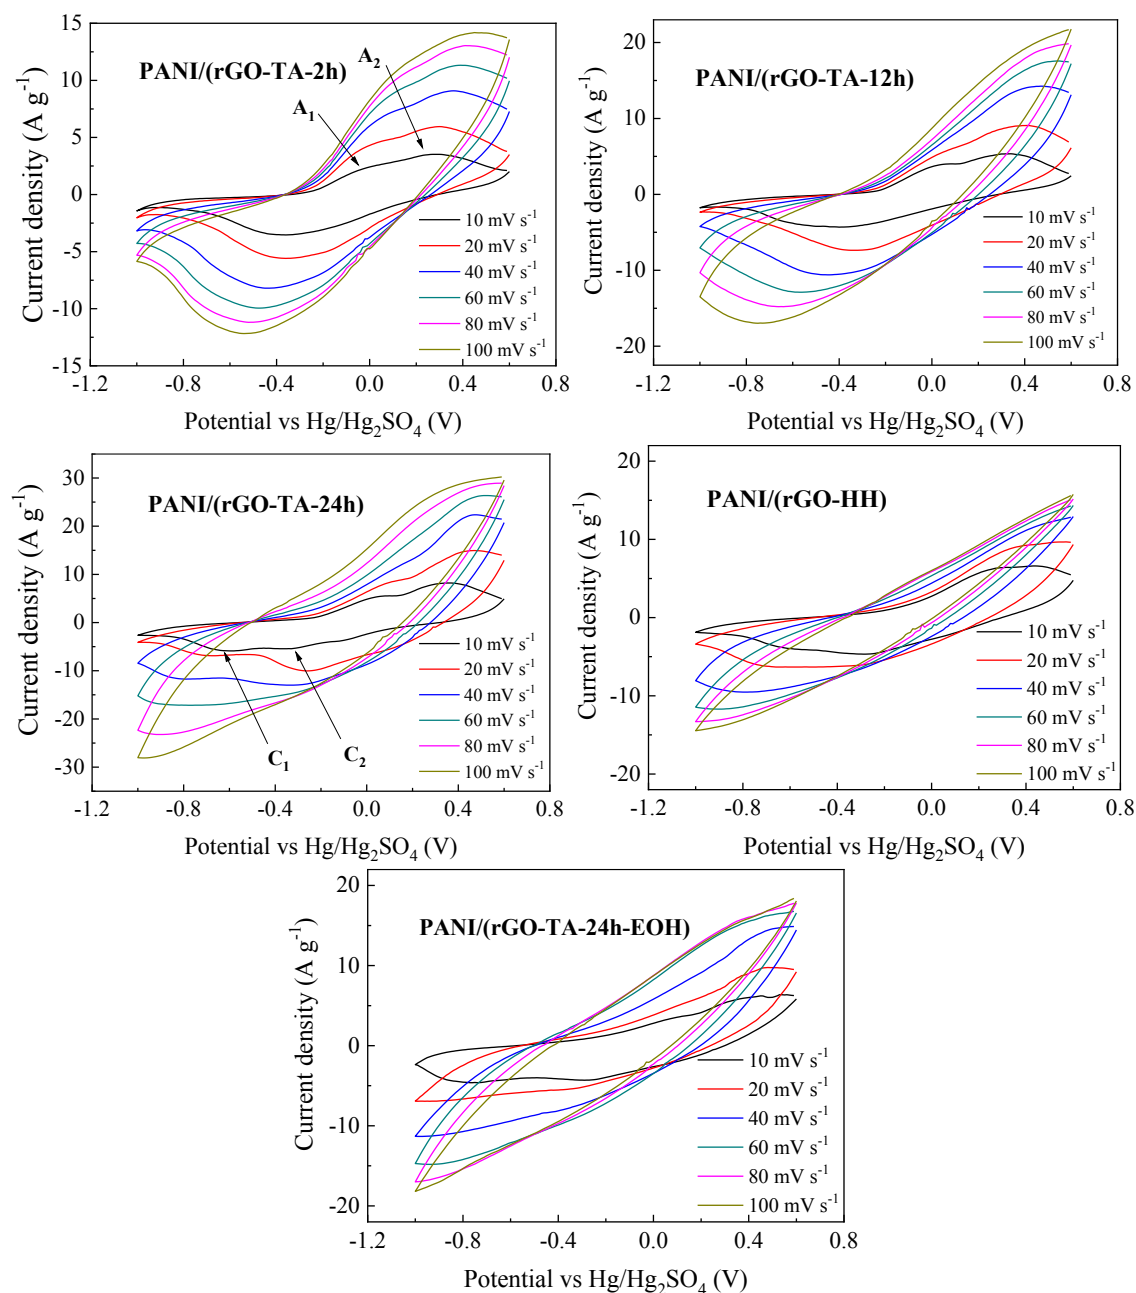 PANI/(rGO-TA-2h)
A1
A2
Current density (A g-1)
15
10
5
0
-5
-10
-15
-1.2 -0.8 -0.4 0.0 0.4 0.8
10 mV s-1
20 mV s-1
40 mV s-1
60 mV s-1
80 mV s-1
100 mV s-1
Potential vs Hg/Hg2SO4 (V)
PANI/(rGO-TA-12h)
Current density (A g-1)
20
10
0
-10
-20
-1.2 -0.8 -0.4 0.0 0.4 0.8
10 mV s-1
20 mV s-1
40 mV s-1
60 mV s-1
80 mV s-1
100 mV s-1
Potential vs Hg/Hg2SO4 (V)
PANI/(rGO-TA-24h)
Current density (A g-1)
30
20
10
0
-10
-20
-30
C1
C2
-1.2 -0.8 -0.4 0.0 0.4 0.8
10 mV s-1
20 mV s-1
40 mV s-1
60 mV s-1
80 mV s-1
100 mV s-1
Potential vs Hg/Hg2SO4 (V)
PANI/(rGO-HH)
Current density (A g-1)
20
10
0
-10
-20
-1.2 -0.8 -0.4 0.0 0.4 0.8
10 mV s-1
20 mV s-1
40 mV s-1
60 mV s-1
80 mV s-1
100 mV s-1
Potential vs Hg/Hg2SO4 (V)
PANI/(rGO-TA-24h-EOH)
Current density (A g-1)
20
10
0
-10
-20
-1.2 -0.8 -0.4 0.0 0.4 0.8
10 mV s-1
20 mV s-1
40 mV s-1
60 mV s-1
80 mV s-1
100 mV s-1
Potential vs Hg/Hg2SO4 (V)